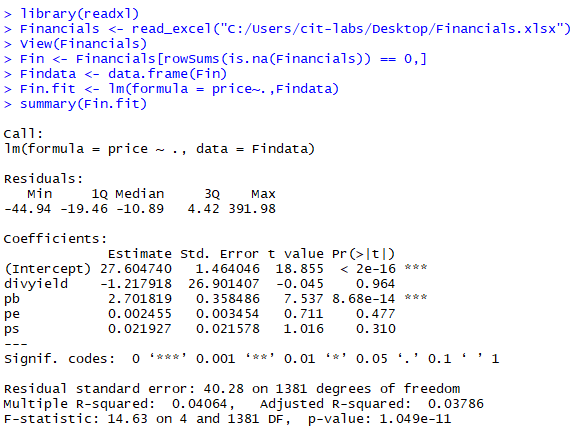 > library(readxl)
> Financials <- read_excel("C:/Users/cit-labs/Desktop/Financials.xlsx")
> View(Financials)
> Fin <- Financials[rowSums(is.na(Financials)) == 0,]
> Findata <- data.frame(Fin)
> Fin.fit <- lm(formula = price~.,Findata)
> summary(Fin.fit)
Call:
lm(formula = price ~ ., data = Findata)
Residuals:
   Min     1Q Median     3Q    Max
-44.94 -19.46 -10.89   4.42 391.98
Coefficients:
             Estimate Std. Error t value Pr(>|t|)
(Intercept) 27.604740   1.464046  18.855  < 2e-16 ***
divyield    -1.217918  26.901407  -0.045    0.964
pb           2.701819   0.358486   7.537 8.68e-14 ***
pe           0.002455   0.003454   0.711    0.477
ps           0.021927   0.021578   1.016    0.310
---
Signif. codes:  0 ‘***’ 0.001 ‘**’ 0.01 ‘*’ 0.05 ‘.’ 0.1 ‘ ’ 1
Residual standard error: 40.28 on 1381 degrees of freedom
Multiple R-squared:  0.04064,	Adjusted R-squared:  0.03786
F-statistic: 14.63 on 4 and 1381 DF,  p-value: 1.049e-11